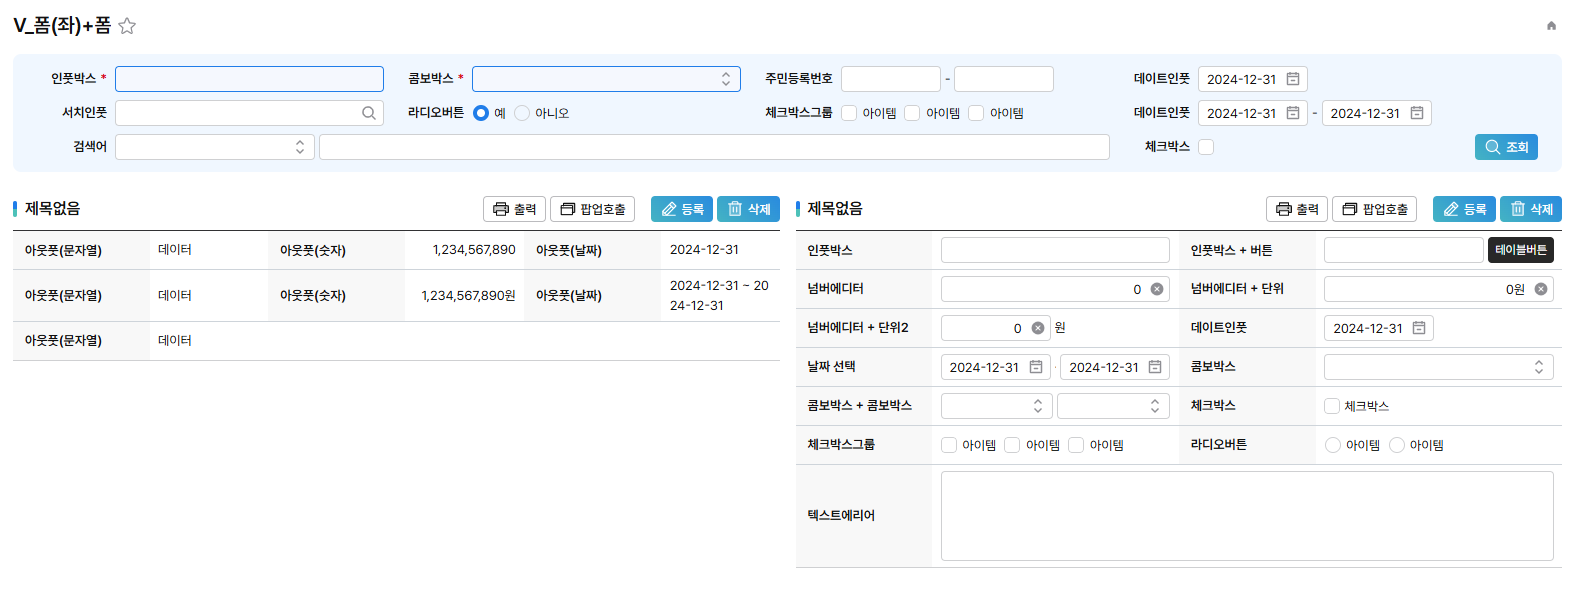 V_폼(좌)+폼
인풋박스 * 콤보박스 * 주민등록번호 - 데이트인풋 2024-12-31
서치인풋 라디오버튼 예 아니오 체크박스그룹 아이템 아이템 아이템 데이트인풋 2024-12-31 - 2024-12-31
검색어 체크박스 조회
제목없음 출력 팝업호출 등록 삭제
아웃풋(문자열) 데이터 아웃풋(숫자) 1,234,567,890 아웃풋(날짜) 2024-12-31
아웃풋(문자열) 데이터 아웃풋(숫자) 1,234,567,890원 아웃풋(날짜) 2024-12-31 ~ 20
24-12-31
아웃풋(문자열) 데이터
제목없음 출력 팝업호출 등록 삭제
인풋박스 인풋박스 + 버튼 테이블버튼
넘버에디터 0 넘버에디터 + 단위 0원
넘버에디터 + 단위2 0 원 데이트인풋 2024-12-31
날짜 선택 2024-12-31 - 2024-12-31 콤보박스
콤보박스 + 콤보박스 체크박스 체크박스
체크박스그룹 아이템 아이템 아이템 라디오버튼 아이템 아이템
텍스트에리어